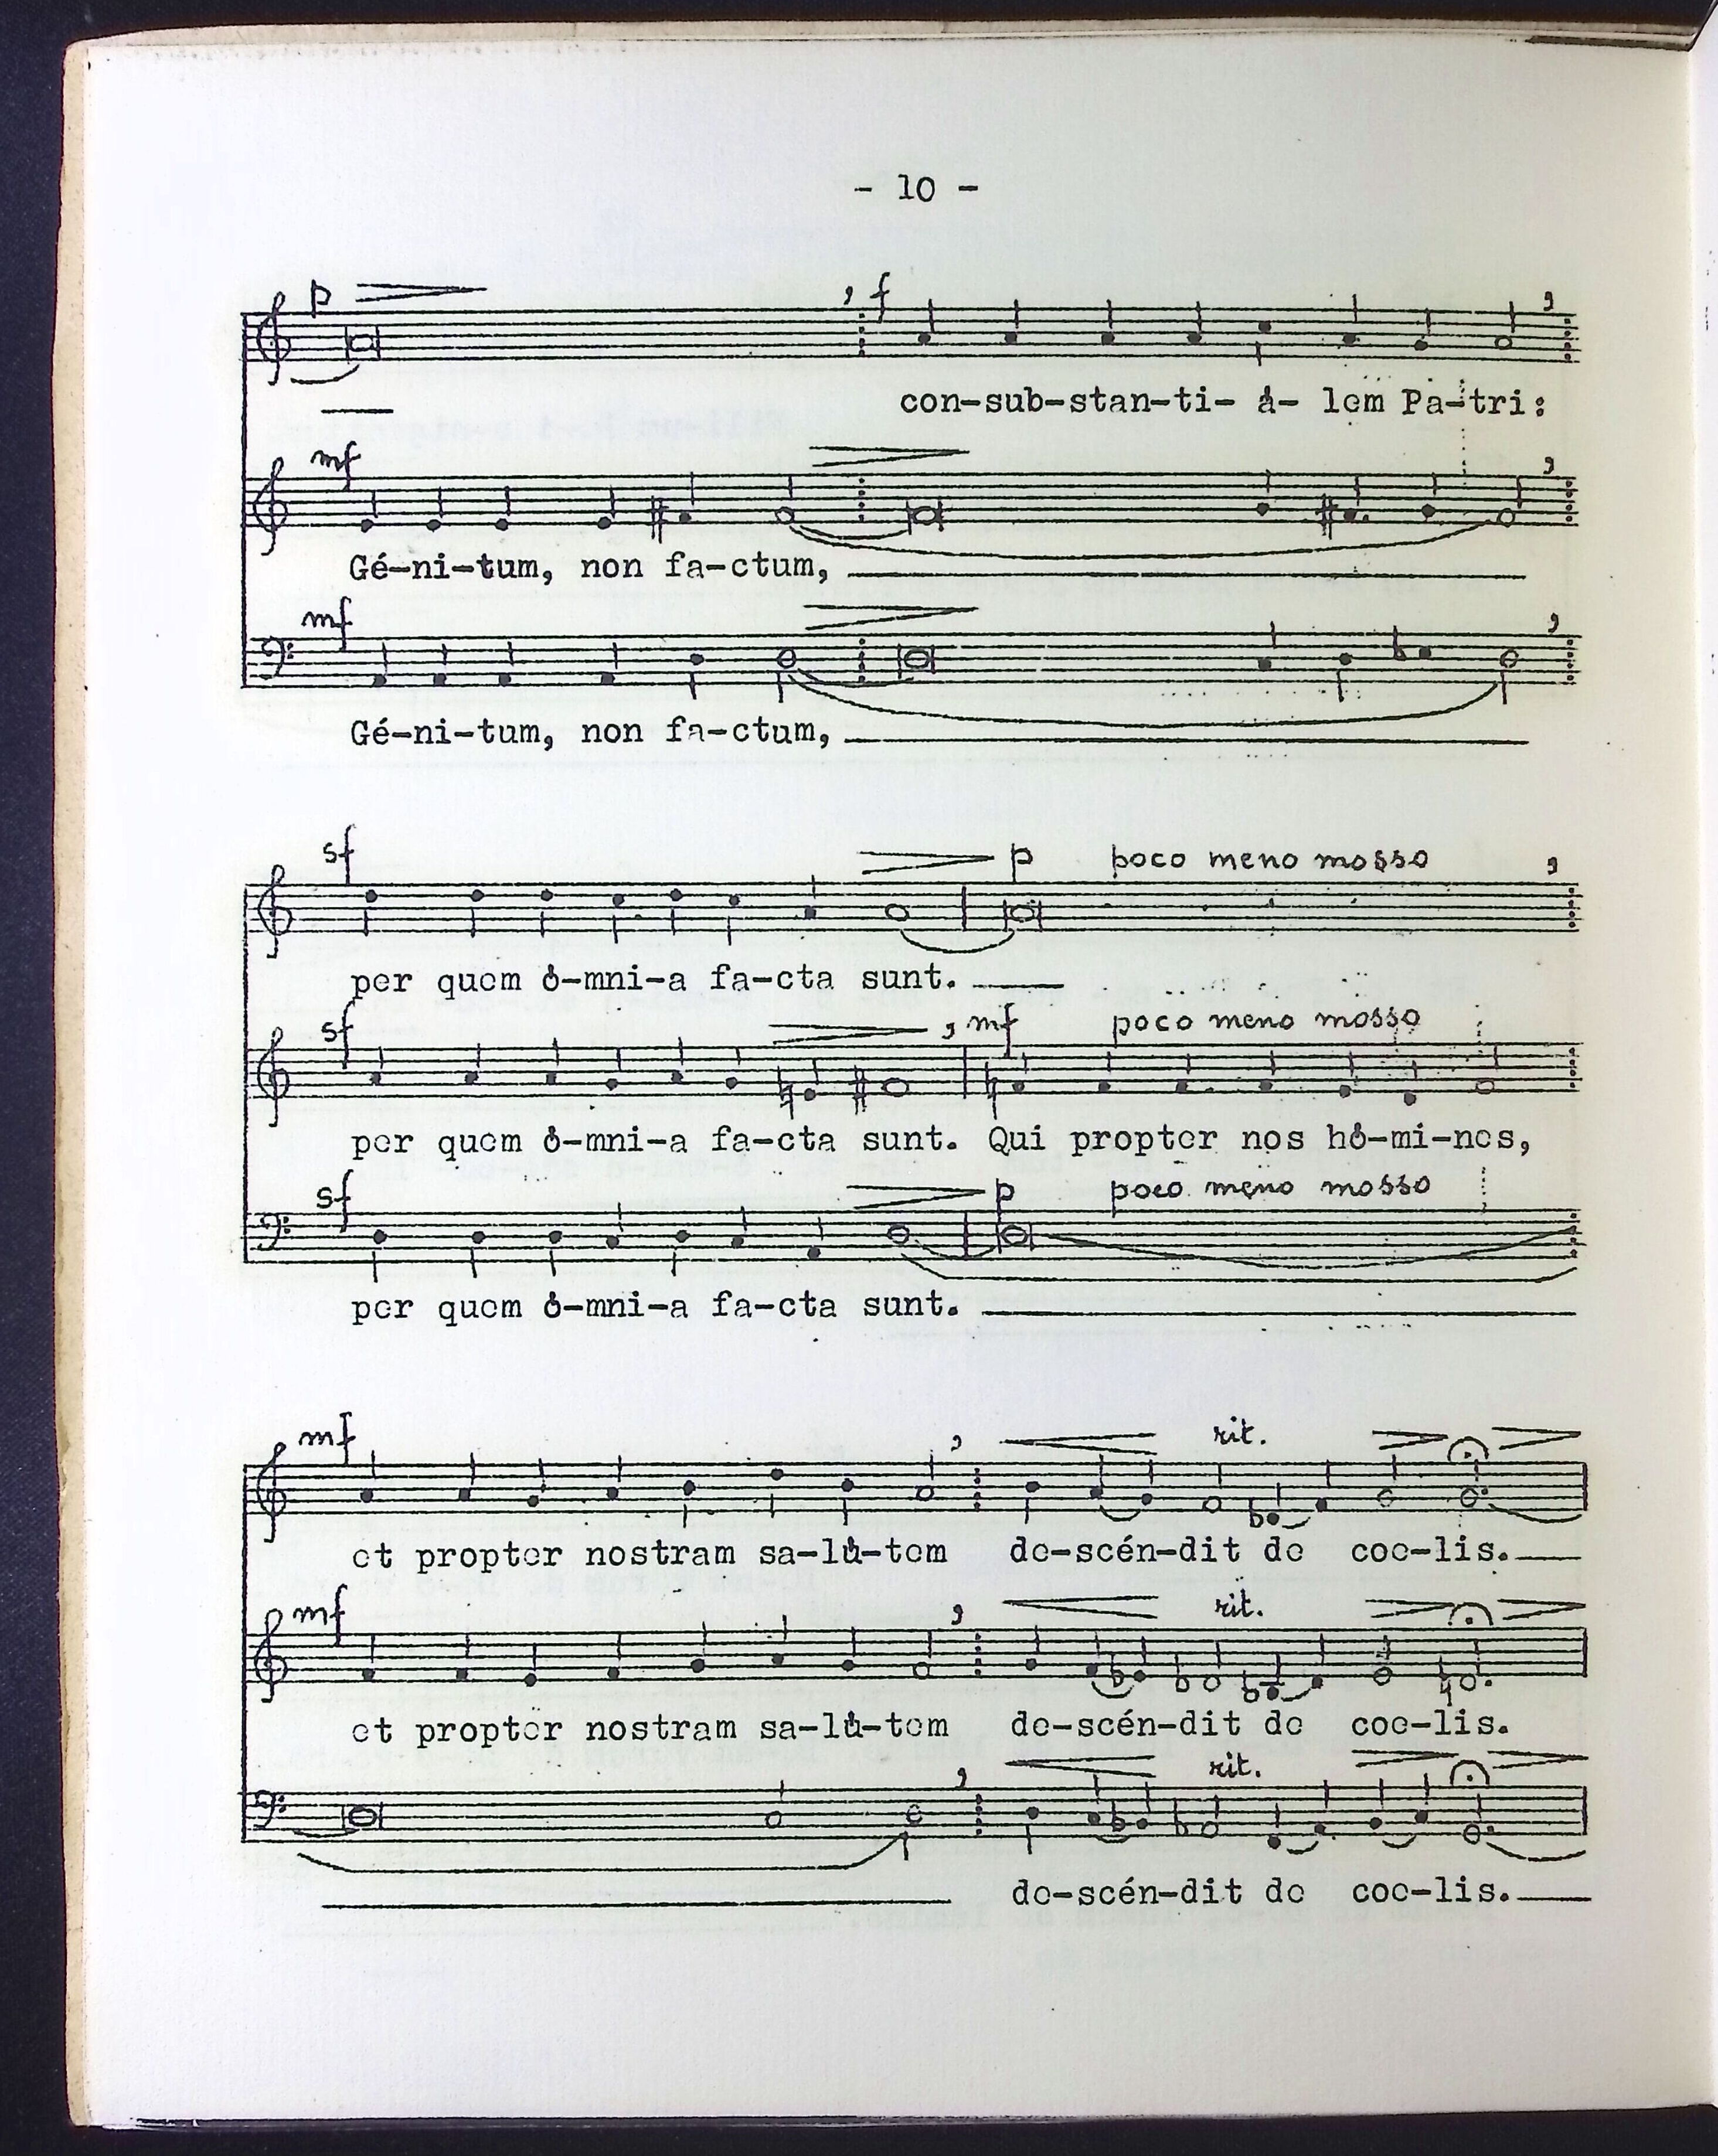 - 10 -
p , f ,
con-sub-stan-ti- á- lem Pa-tri:
mf ,
Gé-ni-tum, non fa-ctum,
mf ,
Gé-ni-tum, non fa-ctum,
sf p poco meno mosso ,
per quem ó-mni-a fa-cta sunt.
sf , mf poco meno mosso
per quem ó-mni-a fa-cta sunt. Qui propter nos hó-mi-nes,
sf p poco meno mosso
per quem ó-mni-a fa-cta sunt.
mf , rit.
et propter nostram sa-lú-tem de-scén-dit de coe-lis.
mf , rit.
et propter nostram sa-lú-tem de-scén-dit de coe-lis.
, rit.
de-scén-dit de coe-lis.